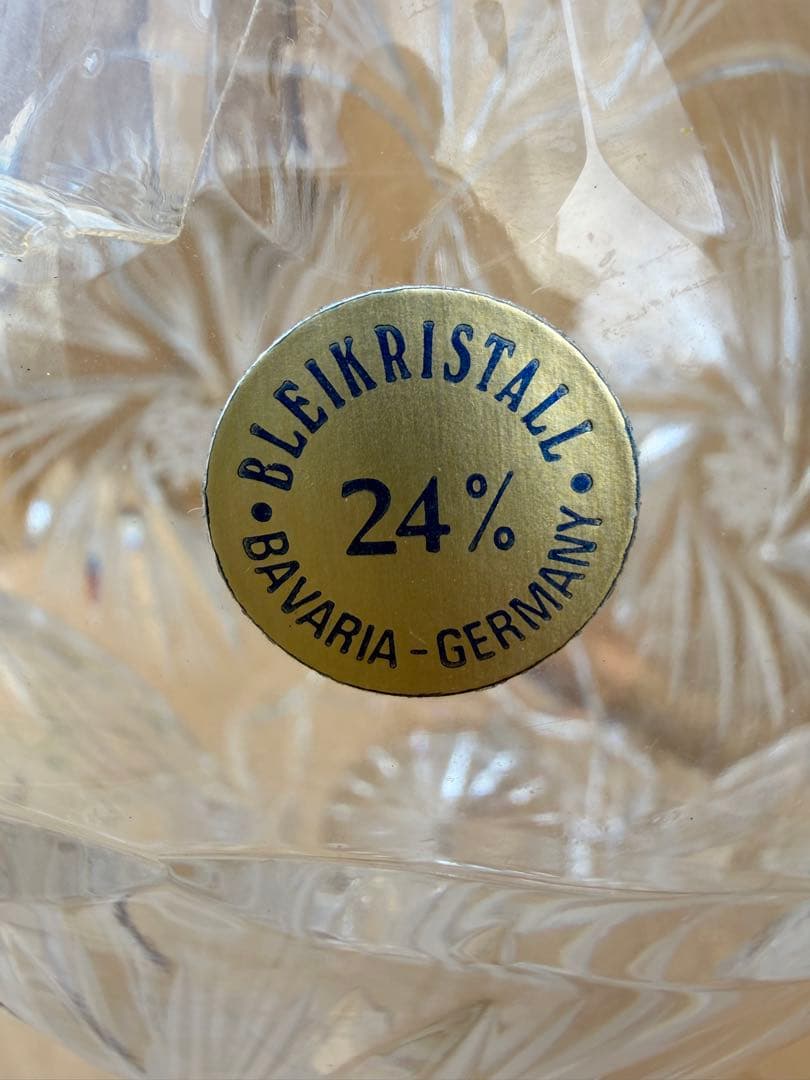 BLEIKRISTALL
24%
BAVARIA - GERMANY